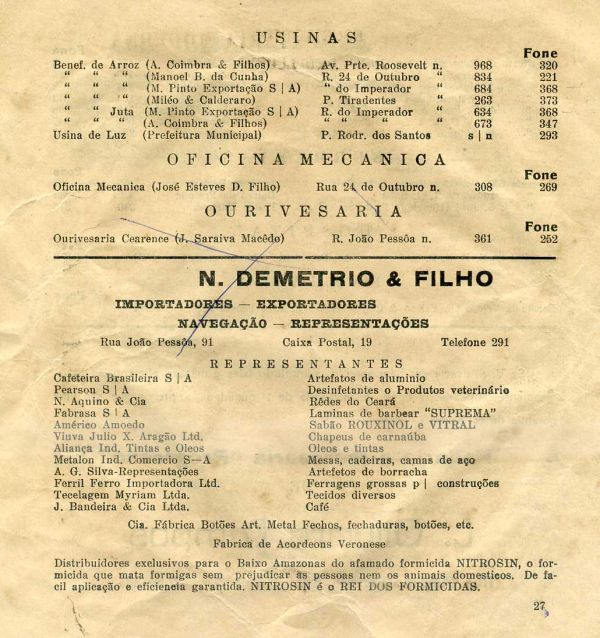 USINAS
Fone
Benef. de Arroz (A. Coimbra & Filhos) Av. Prte. Roosevelt n. 968 320
“ “ “ (Manoel B. da Cunha) R. 24 de Outubro “ 834 221
“ “ “ (M. Pinto Exportação S | A) “ do Imperador “ 684 368
“ “ “ (Miléo & Calderaro) P. Tiradentes “ 263 373
“ “ Juta (M. Pinto Exportação S | A) R. do Imperador “ 634 368
“ “ “ (A. Coimbra & Filhos) “ “ “ “ 673 347
Usina de Luz (Prefeitura Municipal) P. Rodr. dos Santos s | n 293
OFICINA MECANICA
Fone
Oficina Mecanica (José Esteves D. Filho) Rua 24 de Outubro n. 308 269
OURIVESARIA
Fone
Ourivesaria Cearence (J. Saraiva Macêdo) R. João Pessôa n. 361 252
N. DEMETRIO & FILHO
IMPORTADORES — EXPORTADORES
NAVEGAÇÃO — REPRESENTAÇÕES
Rua João Pessôa, 91 Caixa Postal, 19 Telefone 291
REPRESENTANTES
Cafeteira Brasileira S | A Artefatos de aluminio
Pearson S | A Desinfetantes o Produtos veterinário
N. Aquino & Cia Rêdes do Ceará
Fabrasa S | A Laminas de barbear “SUPREMA”
Américo Amoedo Sabão ROUXINOL e VITRAL
Viuva Julio X. Aragão Ltd. Chapeus de carnaúba
Aliança Ind. Tintas e Oleos Oleos e tintas
Metalon Ind. Comercio S—A Mesas, cadeiras, camas de aço
A. G. Silva-Representações Artefetos de borracha
Ferril Ferro Importadora Ltd. Ferragens grossas p | construções
Tecelagem Myriam Ltda. Tecidos diversos
J. Bandeira & Cia Ltda. Café
Cia. Fábrica Botões Art. Metal Fechos, fechaduras, botões, etc.
Fabrica de Acordeons Veronese
Distribuidores exclusivos para o Baixo Amazonas do afamado formicida NITROSIN, o for-
micida que mata formigas sem prejudicar as pessoas nem os animais domesticos. De fa-
cil aplicação e eficiencia garantida. NITROSIN é o REI DOS FORMICIDAS.
27